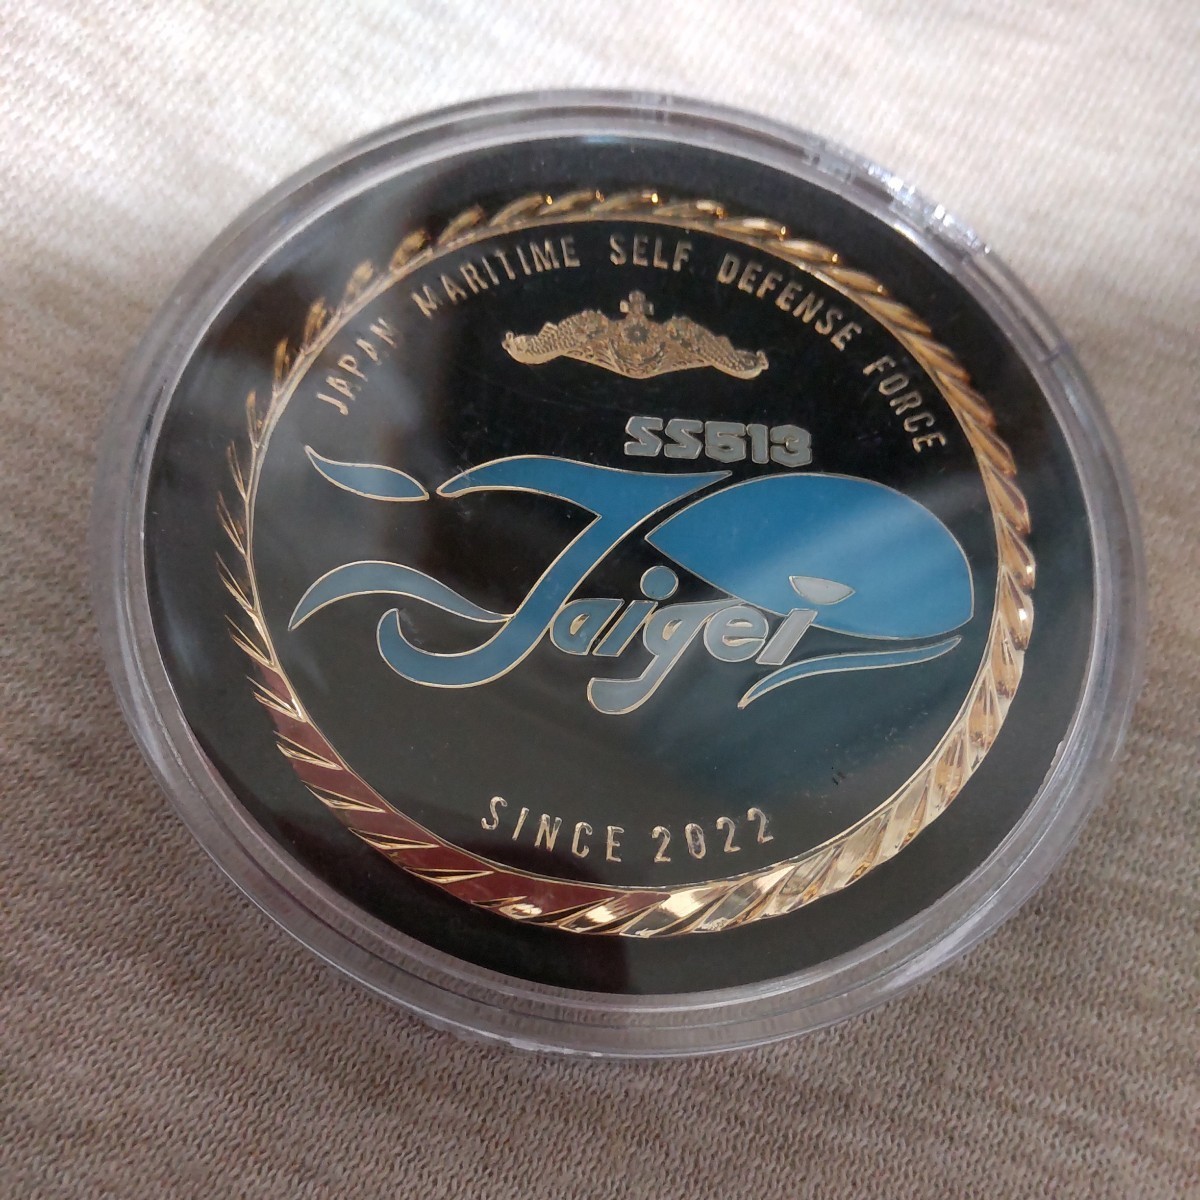 JAPAN MARITIME SELF DEFENSE FORCE
SS513
Taigei
SINCE 2022